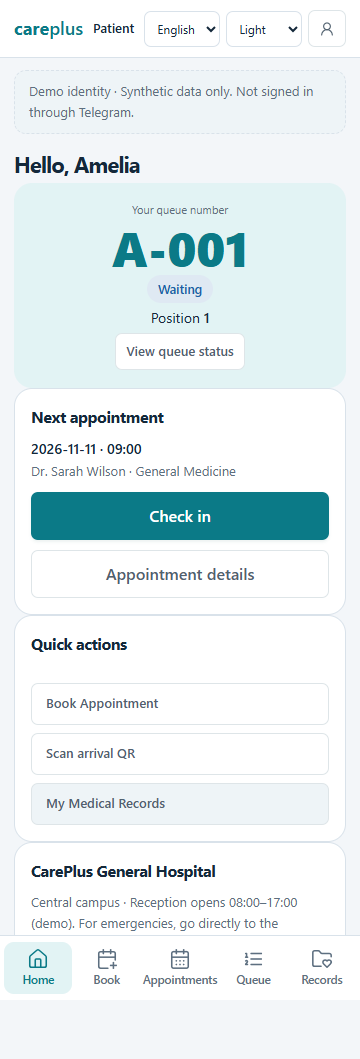 careplus Patient English Light
Demo identity · Synthetic data only. Not signed in
through Telegram.
Hello, Amelia
Your queue number
A-001
Waiting
Position 1
View queue status
Next appointment
2026-11-11 · 09:00
Dr. Sarah Wilson · General Medicine
Check in
Appointment details
Quick actions
Book Appointment
Scan arrival QR
My Medical Records
CarePlus General Hospital
Central campus · Reception opens 08:00–17:00
(demo). For emergencies, go directly to the
Home Book Appointments Queue Records